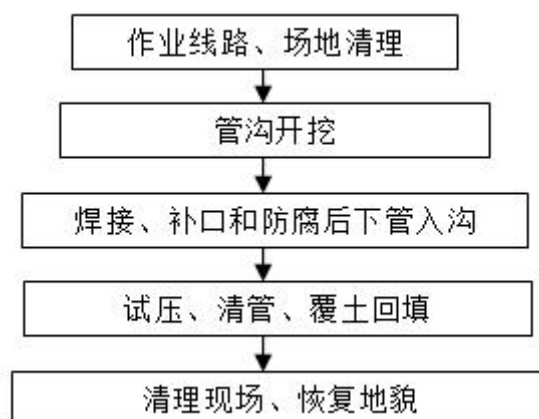 作业线路、场地清理
管沟开挖
焊接、补口和防腐后下管入沟
试压、清管、覆土回填
清理现场、恢复地貌